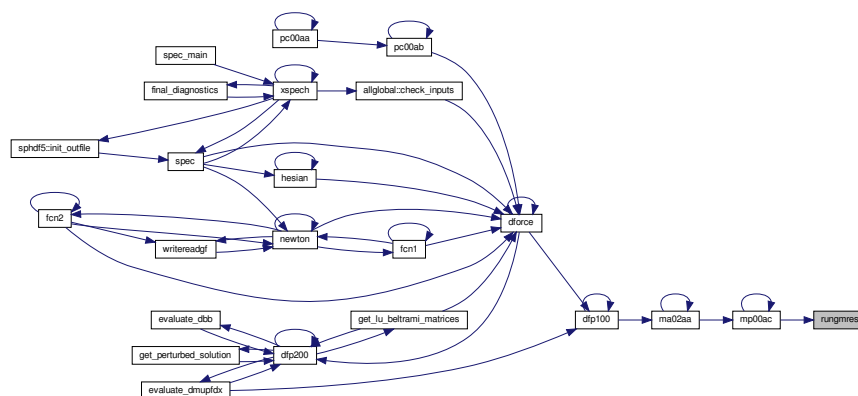 pc00aa
pc00ab
spec_main
final_diagnostics
xspech
allglobal::check_inputs
sphdf5::init_outfile
spec
hesian
fcn2
dforce
newton
writereadgf
fcn1
evaluate_dbb
get_lu_beltrami_matrices
dfp100
ma02aa
mp00ac
rungmres
get_perturbed_solution
dfp200
evaluate_dmupfdx